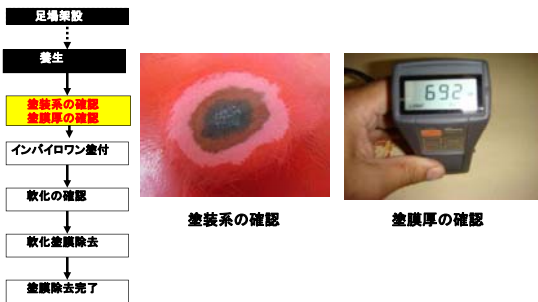 足場架設
養生
塗装系の確認
塗膜厚の確認
インバイロワン塗付
軟化の確認
軟化塗膜除去
塗膜除去完了
692
塗装系の確認
塗膜厚の確認